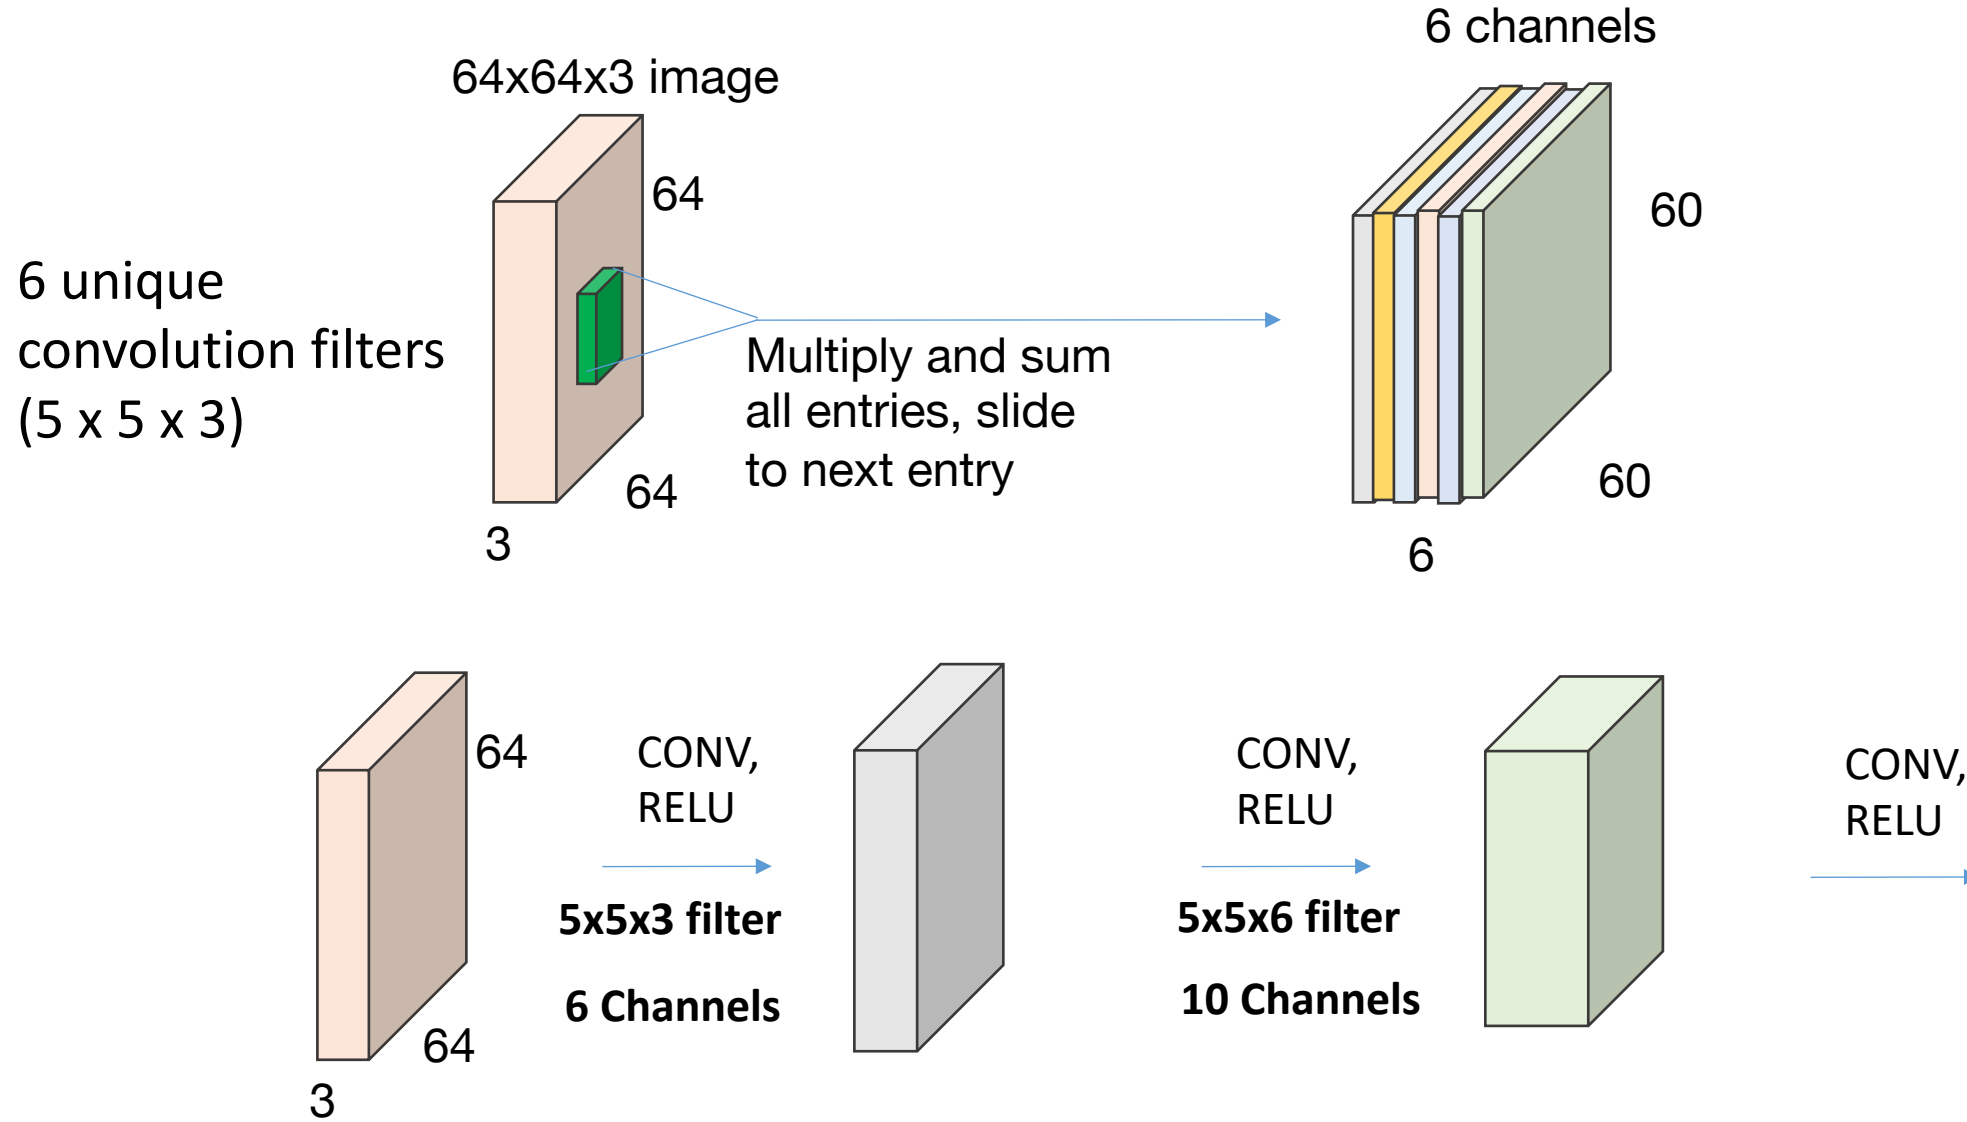 6 channels
64x64x3 image
64
60
6 unique
convolution filters
(5 x 5 x 3)
Multiply and sum
all entries, slide
to next entry
64
60
3
6
64
CONV,
RELU
CONV,
RELU
CONV,
RELU
5x5x3 filter
5x5x6 filter
6 Channels
10 Channels
64
3